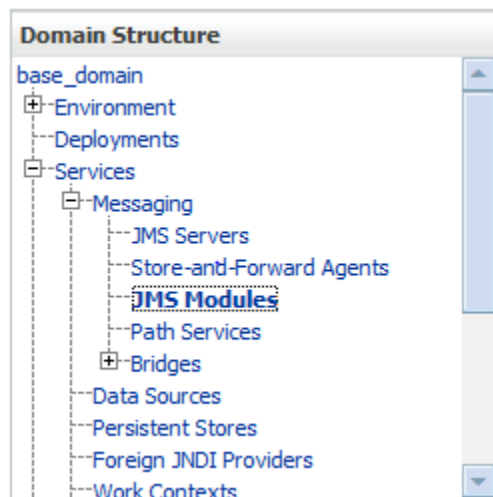 Domain Structure
base_domain
Environment
Deployments
Services
Messaging
JMS Servers
Store-and-Forward Agents
JMS Modules
Path Services
Bridges
Data Sources
Persistent Stores
Foreign JNDI Providers
Work Contexts